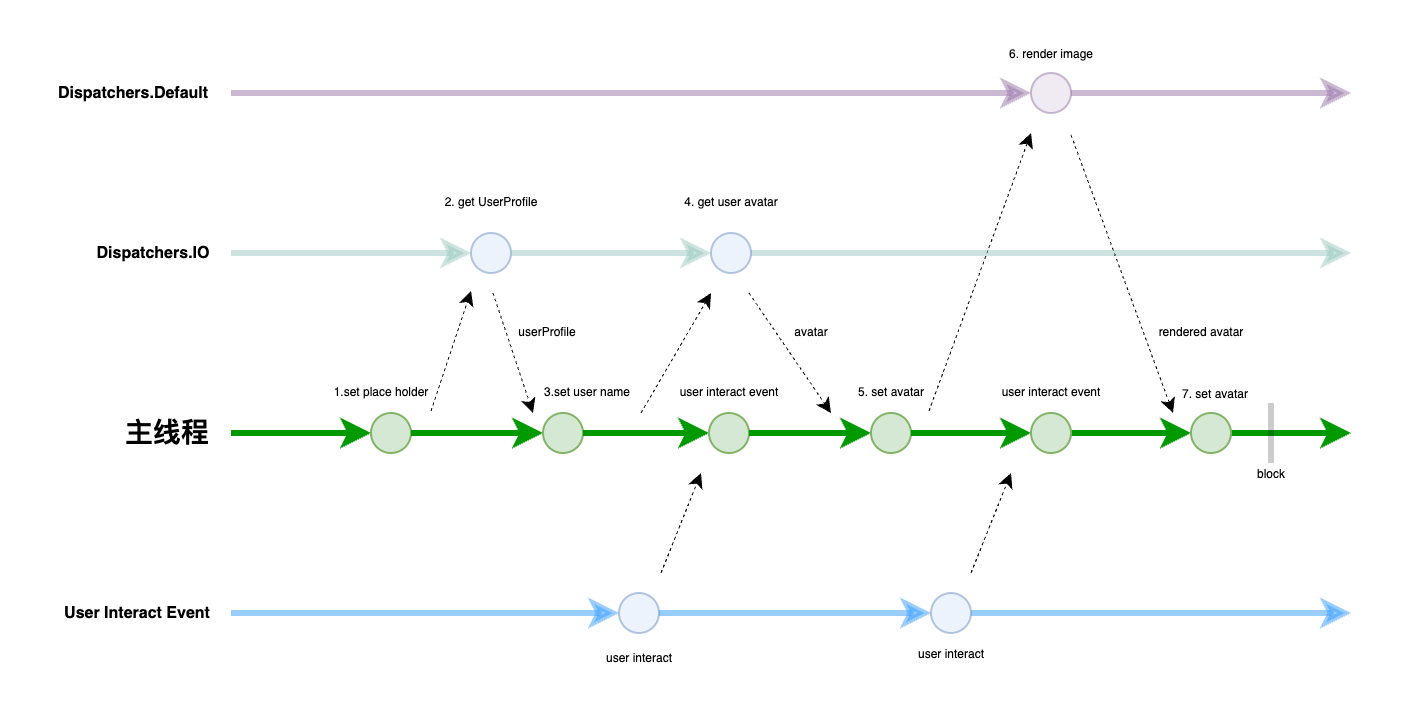 6. render image
Dispatchers.Default
2. get UserProfile
4. get user avatar
Dispatchers.IO
userProfile
avatar
rendered avatar
1.set place holder
3.set user name
user interact event
5. set avatar
user interact event
7. set avatar
主线程
block
User Interact Event
user interact
user interact